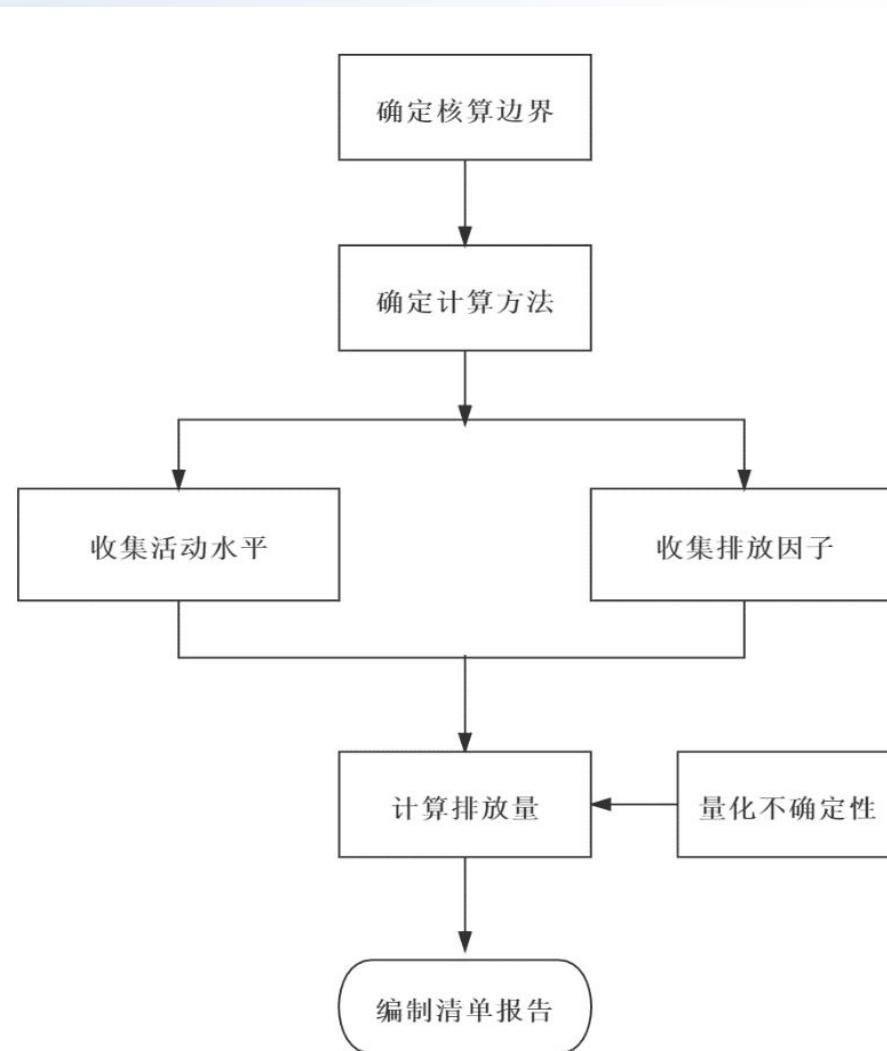 确定核算边界
确定计算方法
收集活动水平
收集排放因子
计算排放量
量化不确定性
编制清单报告